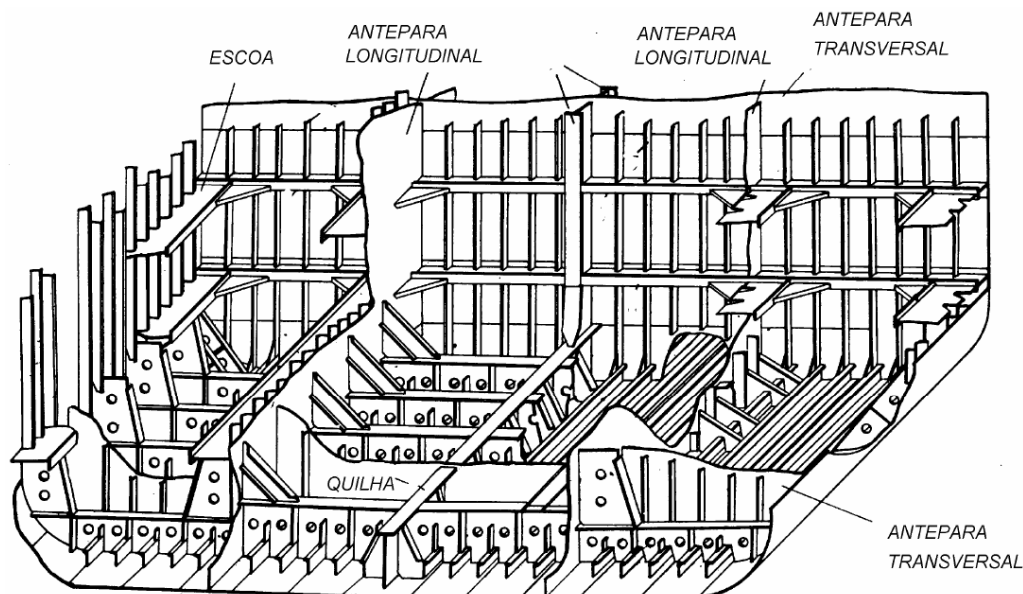 ESCOA
ANTEPARA
LONGITUDINAL
ANTEPARA
LONGITUDINAL
ANTEPARA
TRANSVERSAL
QUILHA
ANTEPARA
TRANSVERSAL